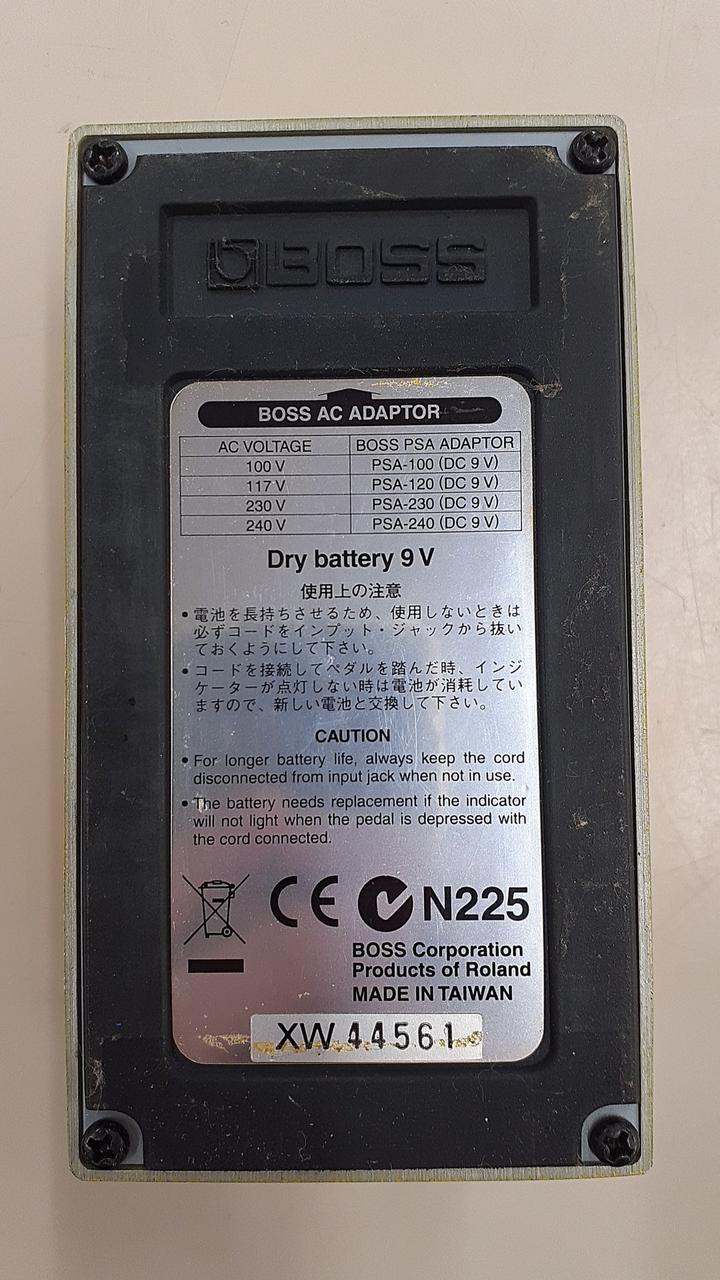 BOSS
BOSS AC ADAPTOR
AC VOLTAGE BOSS PSA ADAPTOR
100 V PSA-100 (DC 9 V)
117 V PSA-120 (DC 9 V)
230 V PSA-230 (DC 9 V)
240 V PSA-240 (DC 9 V)
Dry battery 9 V
使用上の注意
• 電池を長持ちさせるため、使用しないときは
必ずコードをインプット・ジャックから抜い
ておくようにして下さい。
• コードを接続してペダルを踏んだ時、インジ
ケーターが点灯しない時は電池が消耗してい
ますので、新しい電池と交換して下さい。
CAUTION
• For longer battery life, always keep the cord
disconnected from input jack when not in use.
• The battery needs replacement if the indicator
will not light when the pedal is depressed with
the cord connected.
CE N225
BOSS Corporation
Products of Roland
MADE IN TAIWAN
XW 44561